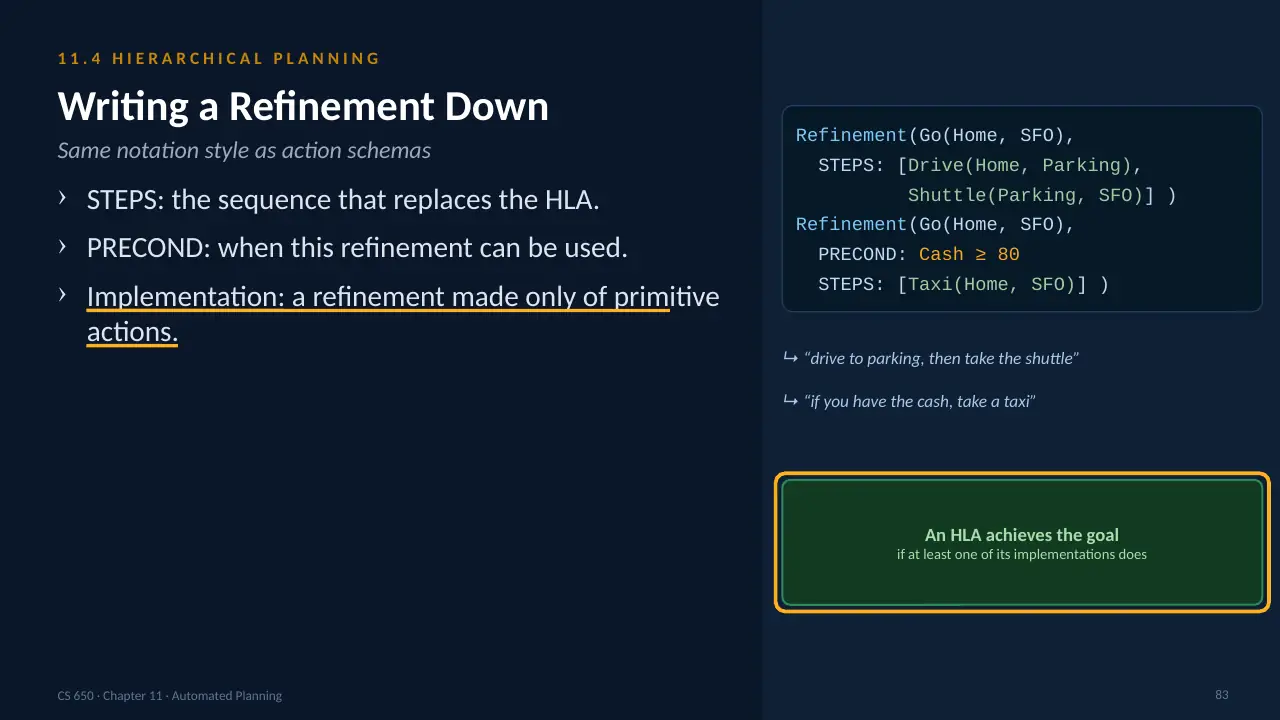 11.4 HIERARCHICAL PLANNING
Writing a Refinement Down
Same notation style as action schemas
› STEPS: the sequence that replaces the HLA.
› PRECOND: when this refinement can be used.
› Implementation: a refinement made only of primitive
actions.
Refinement(Go(Home, SFO),
  STEPS: [Drive(Home, Parking),
          Shuttle(Parking, SFO)] )
Refinement(Go(Home, SFO),
  PRECOND: Cash ≥ 80
  STEPS: [Taxi(Home, SFO)] )
↪ “drive to parking, then take the shuttle”
↪ “if you have the cash, take a taxi”
An HLA achieves the goal
if at least one of its implementations does
CS 650 · Chapter 11 · Automated Planning
83